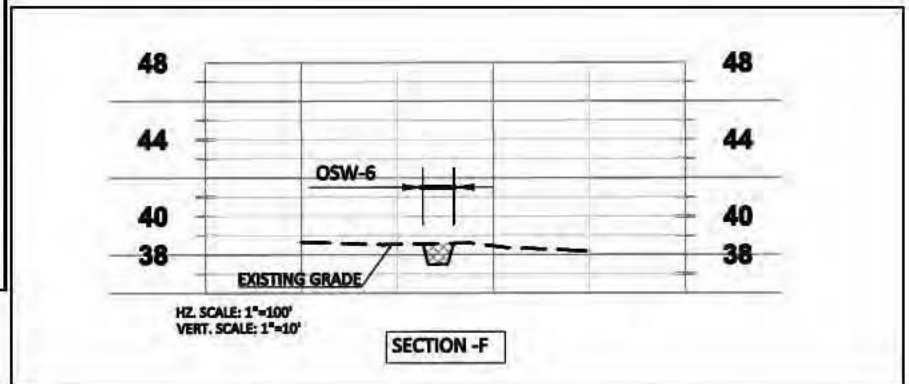 48 48
44 44
OSW-6
40 40
38 38
EXISTING GRADE
HZ. SCALE: 1"=100'
VERT. SCALE: 1"=10'
SECTION -F